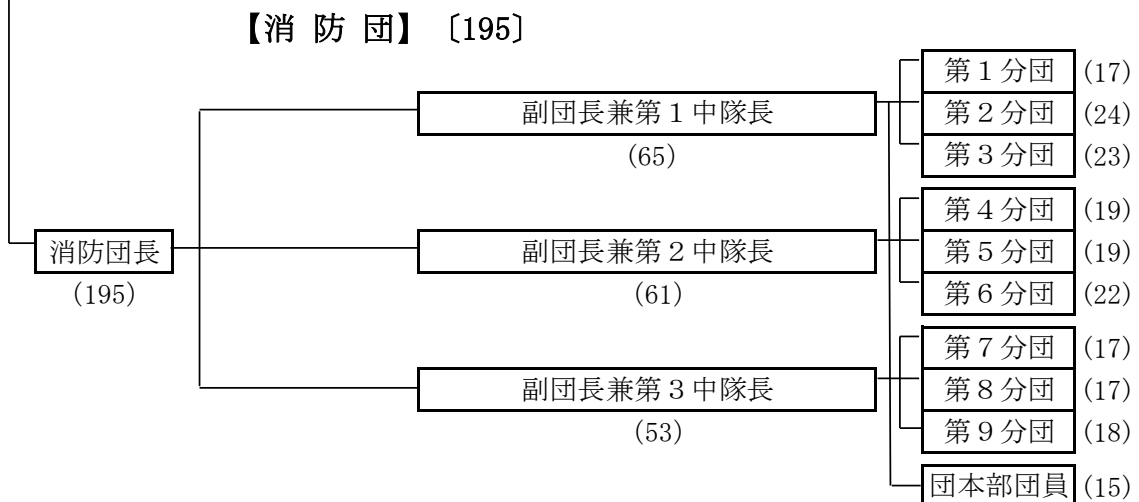 【消 防 団】〔195〕
第１分団 (17)
副団長兼第１中隊長
第２分団 (24)
(65)
第３分団 (23)
第４分団 (19)
消防団長
副団長兼第２中隊長
第５分団 (19)
(195)
(61)
第６分団 (22)
第７分団 (17)
副団長兼第３中隊長
第８分団 (17)
(53)
第９分団 (18)
団本部団員 (15)